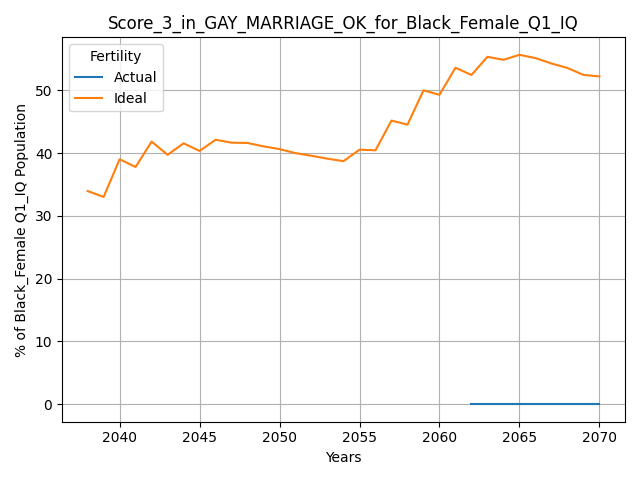 Score_3_in_GAY_MARRIAGE_OK_for_Black_Female_Q1_IQ
Fertility
Actual
Ideal
% of Black_Female Q1_IQ Population
50
40
30
20
10
0
2040 2045 2050 2055 2060 2065 2070
Years